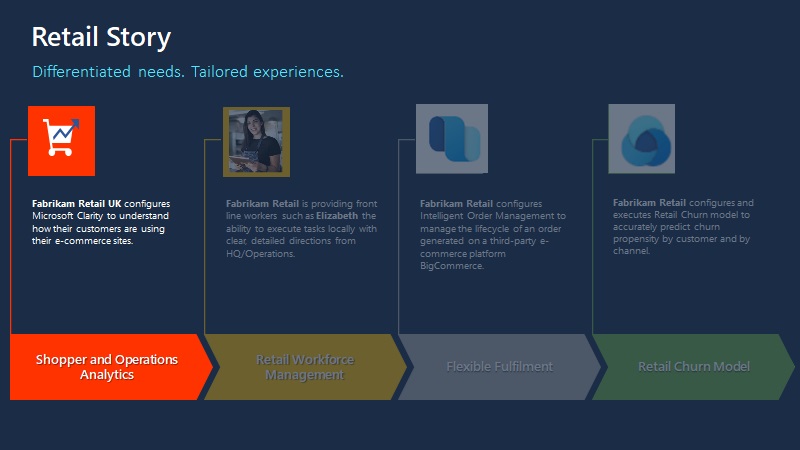 Retail Story
Differentiated needs. Tailored experiences.
Fabrikam Retail UK configures
Microsoft Clarity to understand
how their customers are using
their e-commerce sites.
Fabrikam Retail is providing front
line workers such as Elizabeth the
ability to execute tasks locally with
clear, detailed directions from
HQ/Operations.
Fabrikam Retail configures
Intelligent Order Management to
manage the lifecycle of an order
generated on a third-party e-
commerce platform
BigCommerce.
Fabrikam Retail configures and
executes Retail Churn model to
accurately predict churn
propensity by customer and by
channel.
Shopper and Operations
Analytics
Retail Workforce
Management
Flexible Fulfilment
Retail Churn Model